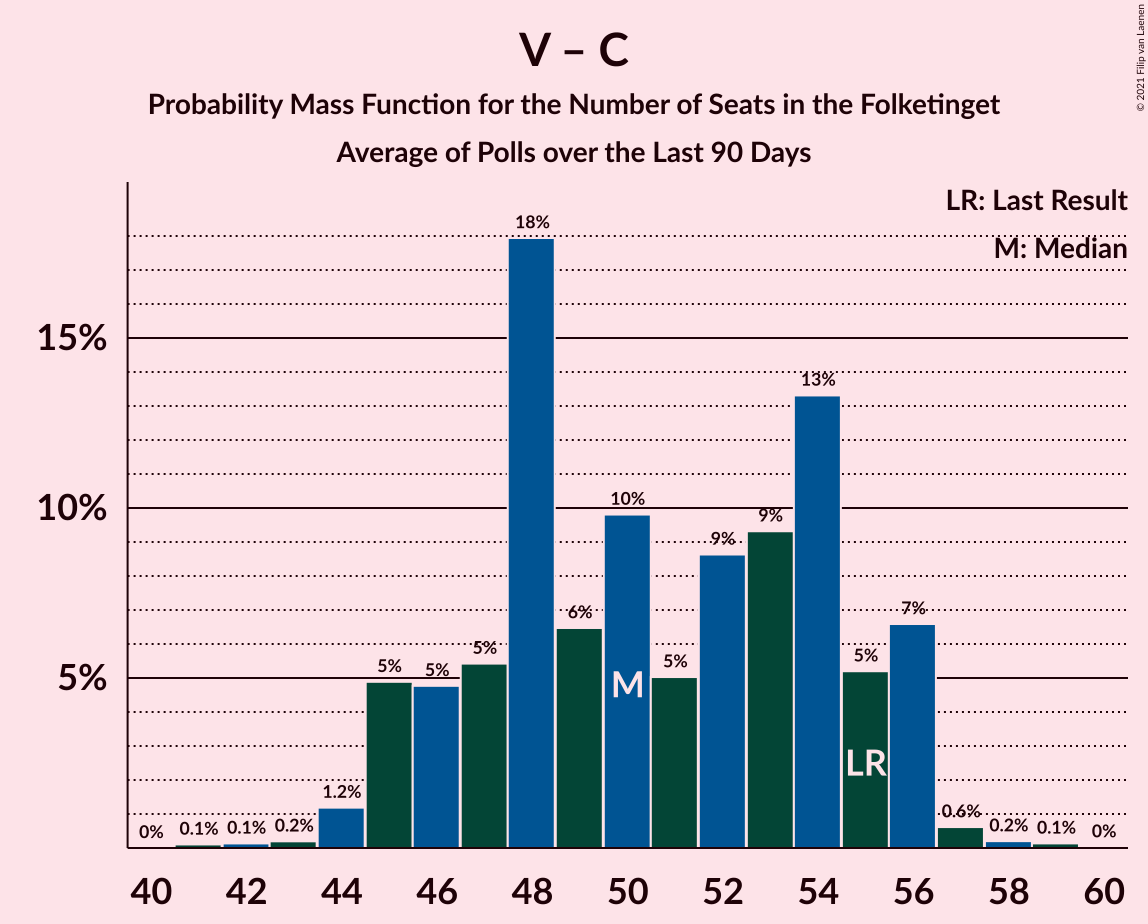 V – C
Probability Mass Function for the Number of Seats in the Folketinget
Average of Polls over the Last 90 Days
© 2021 Filip van Laenen
LR: Last Result
M: Median
15%
10%
5%
0%
0.1%
0.1%
0.2%
1.2%
5%
5%
5%
18%
6%
10%
5%
9%
9%
13%
5%
7%
0.6%
0.2%
0.1%
0%
M
LR
40 42 44 46 48 50 52 54 56 58 60